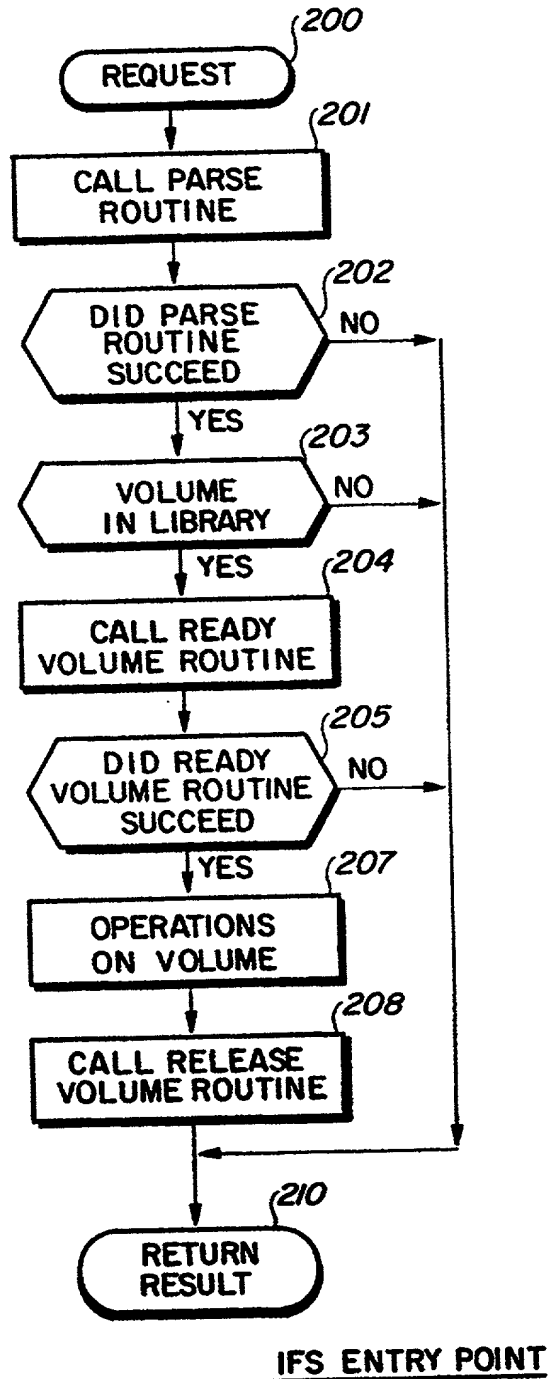 200
REQUEST
201
CALL PARSE
ROUTINE
202
DID PARSE
ROUTINE
SUCCEED
NO
YES
203
VOLUME
IN LIBRARY
NO
YES
204
CALL READY
VOLUME ROUTINE
205
DID READY
VOLUME ROUTINE
SUCCEED
NO
YES
207
OPERATIONS
ON VOLUME
208
CALL RELEASE
VOLUME ROUTINE
210
RETURN
RESULT
IFS ENTRY POINT